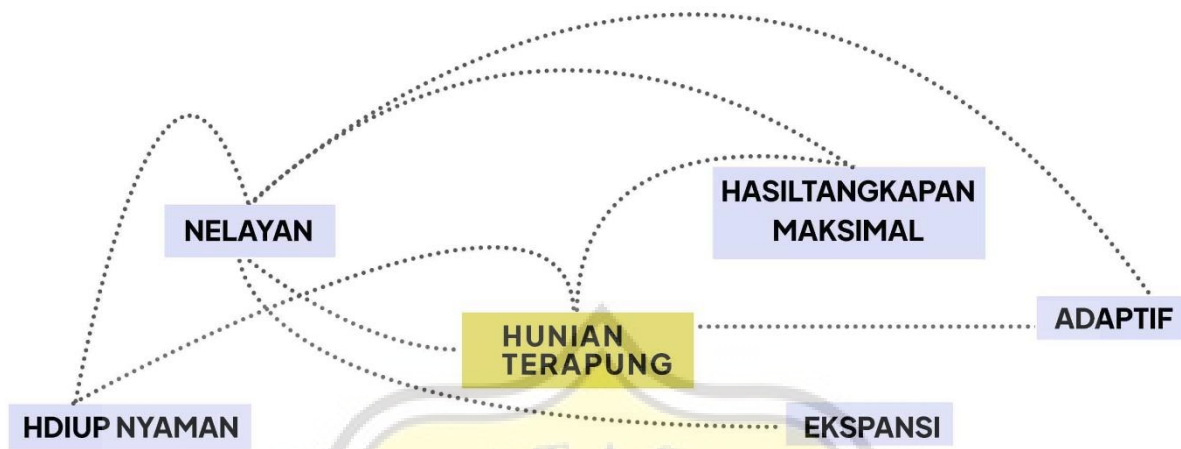 HASILTANGKAPAN
MAKSIMAL
NELAYAN
ADAPTIF
HUNIAN
TERAPUNG
HDIUP NYAMAN
EKSPANSI